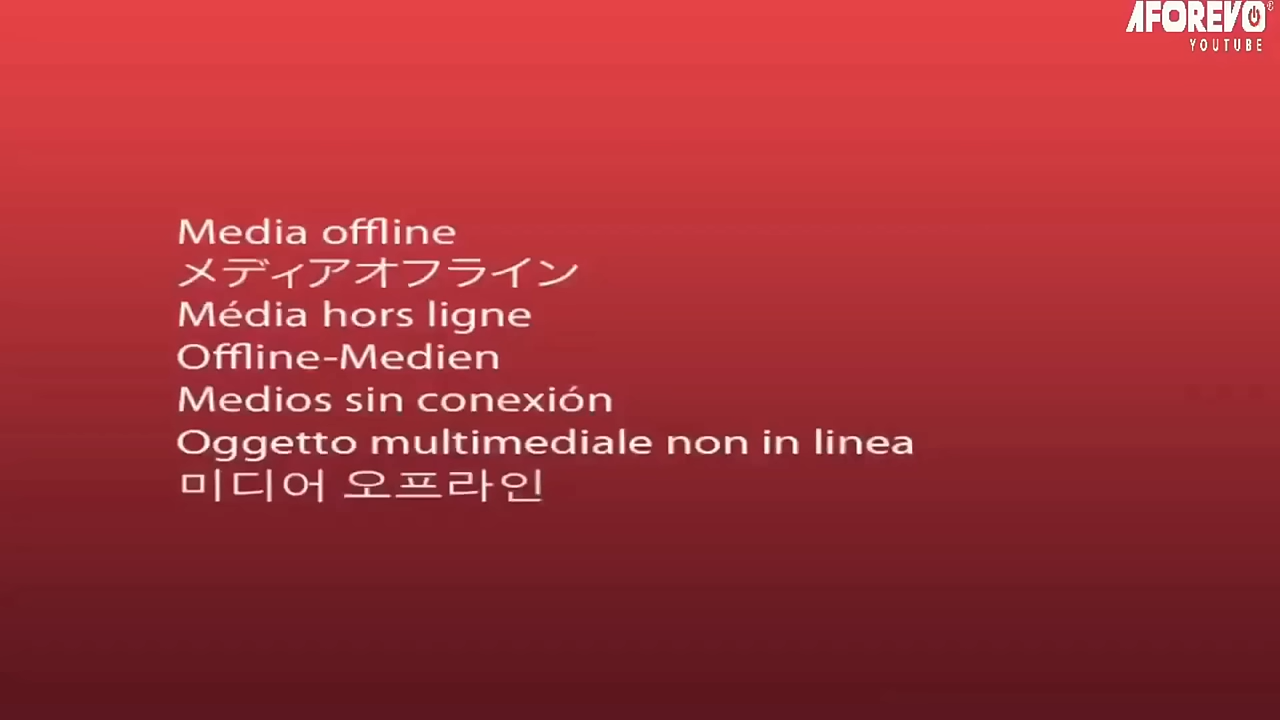 AFOREVO
YOUTUBE
Media offline
メディアオフライン
Média hors ligne
Offline-Medien
Medios sin conexión
Oggetto multimediale non in linea
미디어 오프라인